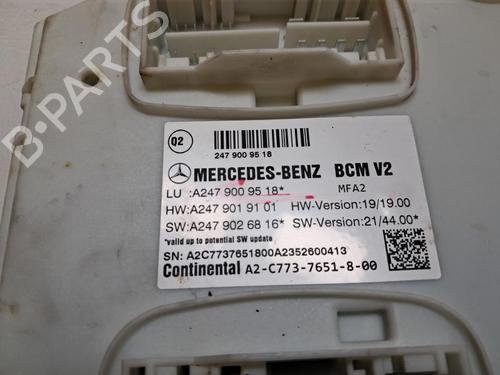 B-PARTS
Q2
247 900 95 18
MERCEDES-BENZ BCM V2
LU :A247 900 95 18* MFA2
HW:A247 901 91 01 HW-Version:19/19.00
SW:A247 902 68 16* SW-Version:21/44.00*
*valid up to potential SW update
SN: A2C7737651800A2352600413
Continental A2-C773-7651-8-00